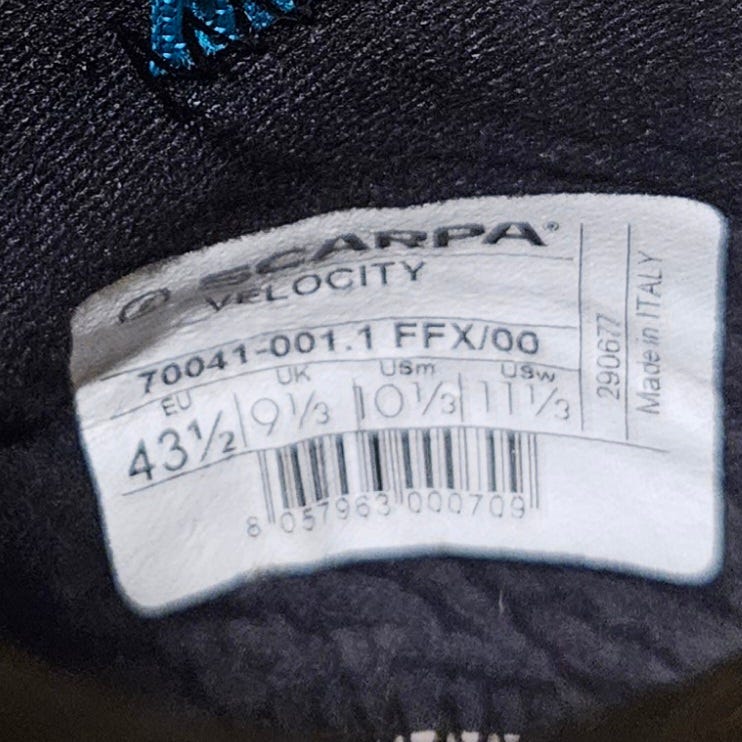 SCARPA®
VELOCITY
70041-001.1 FFX/00
EU UK USm USw
43½ 9⅓ 10⅓ 11⅓
8 057963 000709
290677
Made in ITALY